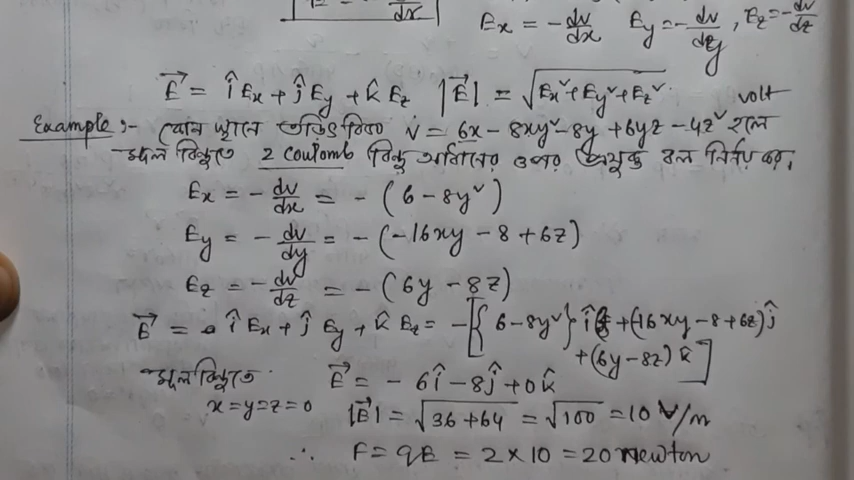 dx
Ex = -dv/dx Ey = -dv/dy, Ez = -dv/dz
E⃗ = îEx + ĵEy + k̂Ez |E⃗| = √Ex² + Ey² + Ez²
volt
Example :- কোন স্থানে তড়িৎ বিভব v = 6x - 8xy² - 8y + 6yz - 4z² হলে
মূল বিন্দুতে 2 Coulomb বিন্দু আধানের ওপর প্রযুক্ত বল নির্ণয় কর,
Ex = -dv/dx = -(6 - 8y²)
Ey = -dv/dy = -(-16xy - 8 + 6z)
Ez = -dv/dz = -(6y - 8z)
E⃗ = îEx + ĵEy + k̂Ez = -[{6 - 8y²}î + (16xy - 8 + 6z)ĵ
+ (6y - 8z)k̂]
মূল বিন্দুতে E⃗ = -6î - 8ĵ + 0k̂
x = y = z = 0 |E⃗| = √36 + 64 = √100 = 10 V/m
∴ F = qE = 2 × 10 = 20 Newton